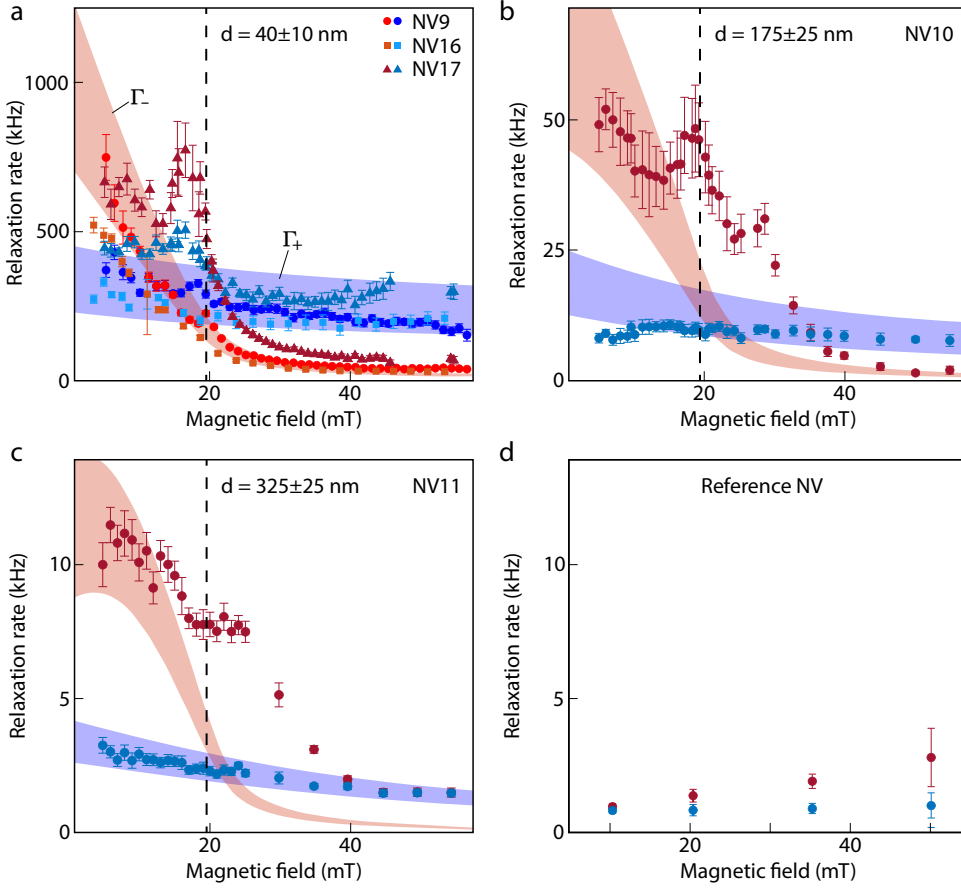 a
NV9
NV16
NV17
d = 40±10 nm
Γ₋
Γ₊
Relaxation rate (kHz)
1000
500
0
20
40
Magnetic field (mT)
b
d = 175±25 nm
NV10
Relaxation rate (kHz)
50
25
0
20
40
Magnetic field (mT)
c
d = 325±25 nm
NV11
Relaxation rate (kHz)
10
5
0
20
40
Magnetic field (mT)
d
Reference NV
Relaxation rate (kHz)
10
5
0
20
40
Magnetic field (mT)